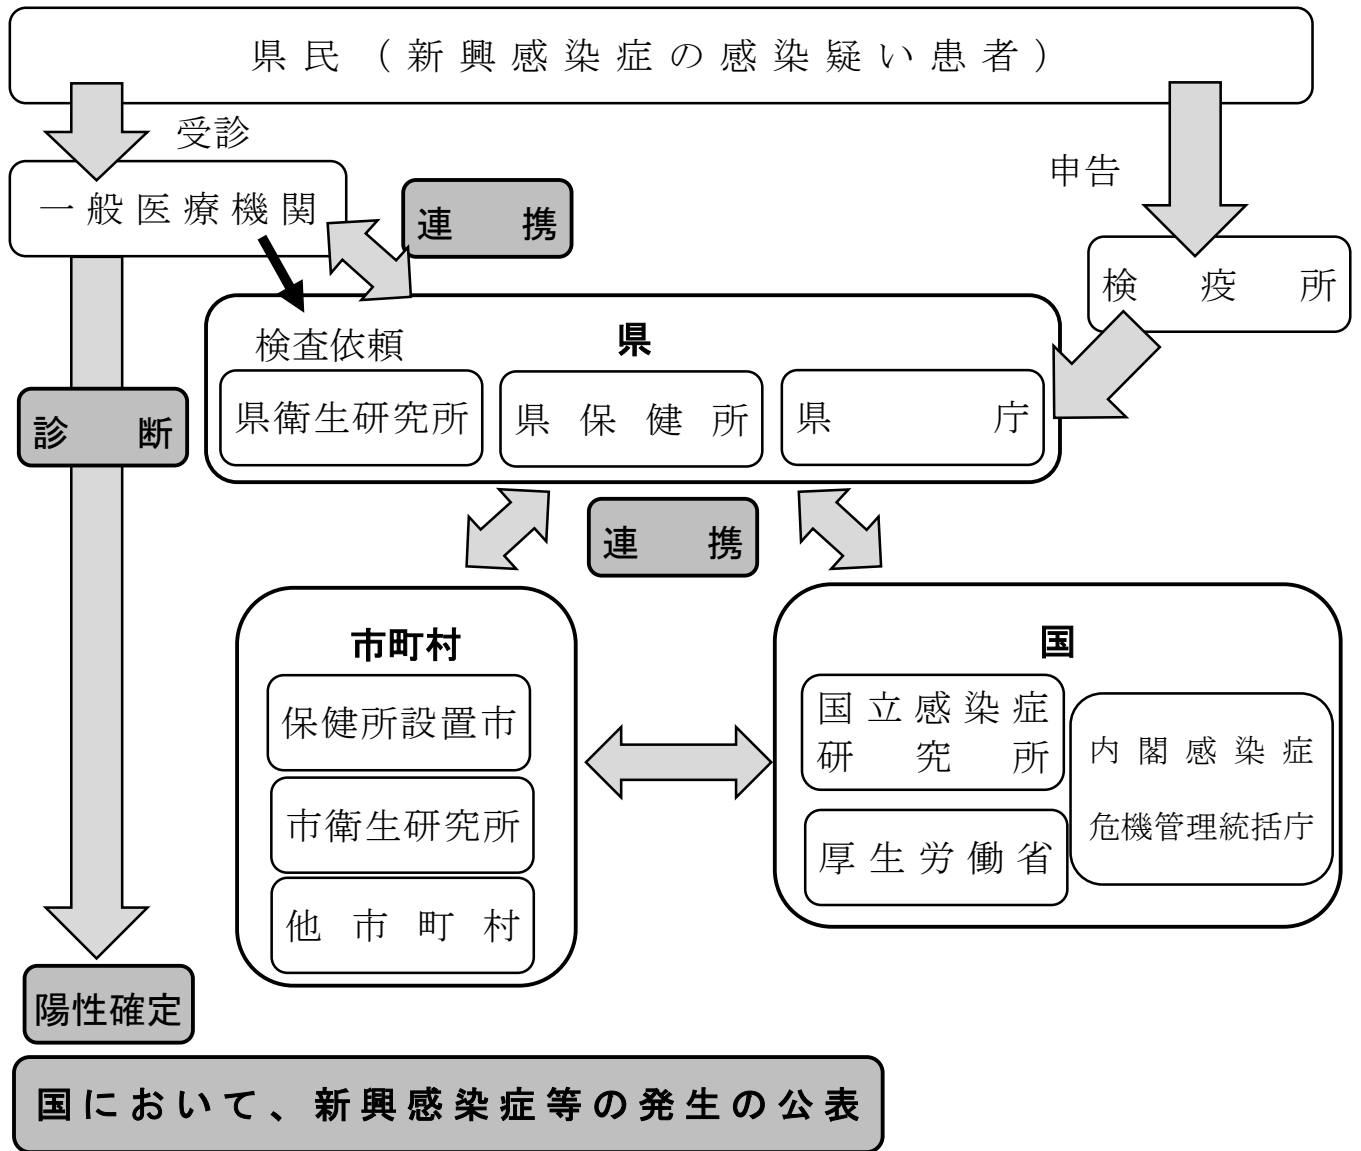 県民（新興感染症の感染疑い患者）
受診
申告
一般医療機関
連携
検疫所
検査依頼
県
県衛生研究所
県保健所
県庁
診断
連携
市町村
保健所設置市
市衛生研究所
他市町村
国
国立感染症
研究所
内閣感染症
危機管理統括庁
厚生労働省
陽性確定
国において、新興感染症等の発生の公表